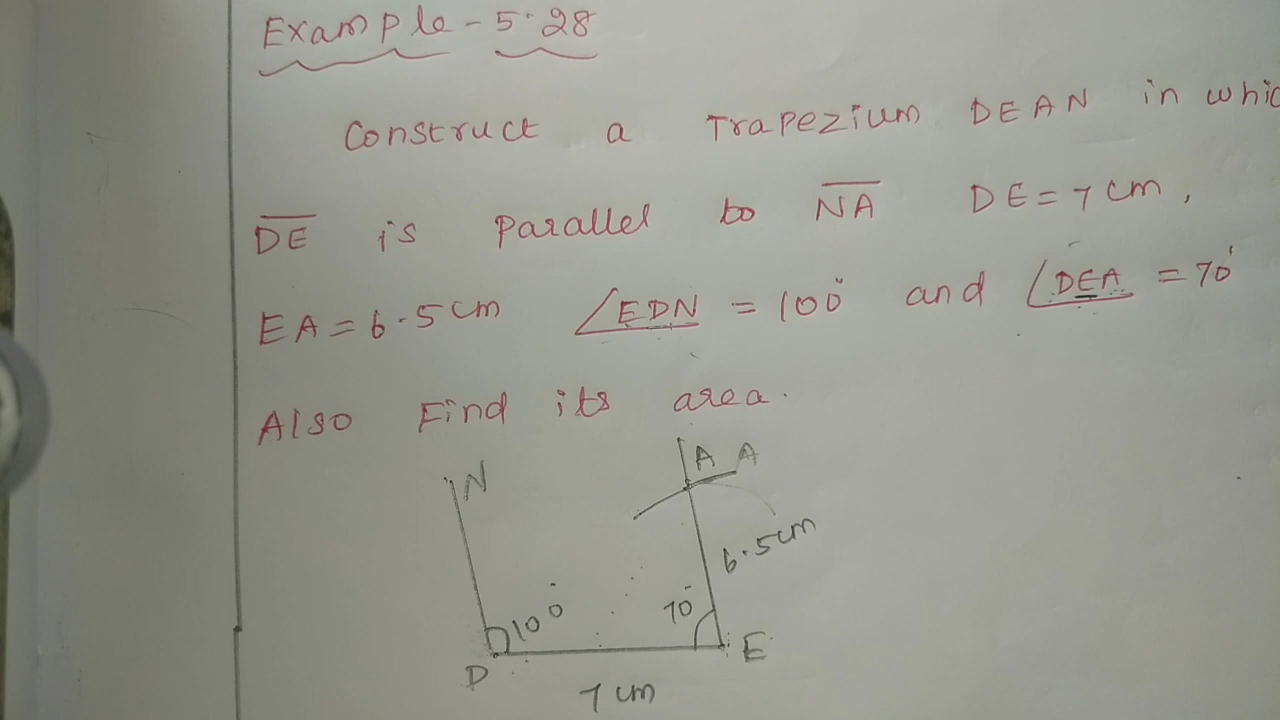 Example - 5.28
Construct a Trapezium DEAN in whic
DE is parallel to NA DE = 7 cm,
EA = 6.5 cm ∠EDN = 100° and ∠DEA = 70°
Also Find its area.
N A A
6.5 cm
100° 70°
D E
7 cm